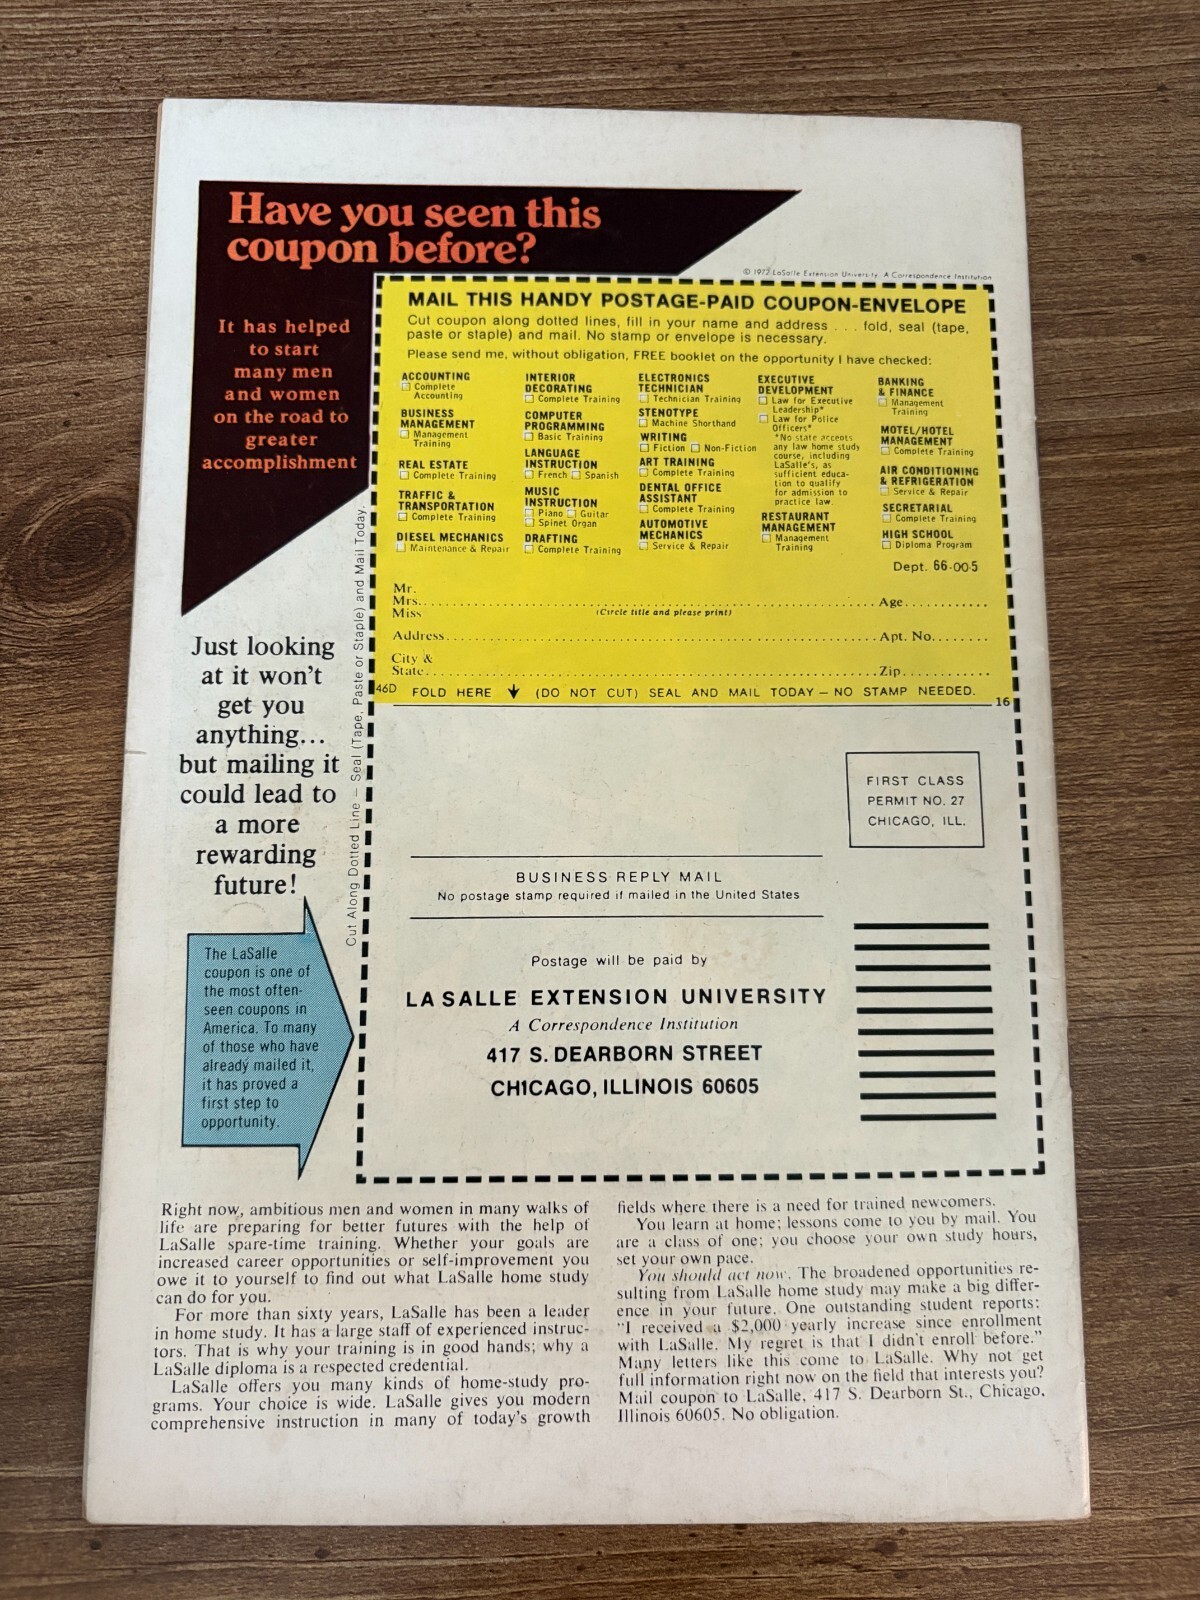 Have you seen this
coupon before?
It has helped
to start
many men
and women
on the road to
greater
accomplishment
© 1972 LaSalle Extension University. A Correspondence Institution
MAIL THIS HANDY POSTAGE-PAID COUPON-ENVELOPE
Cut coupon along dotted lines, fill in your name and address . . . fold, seal (tape,
paste or staple) and mail. No stamp or envelope is necessary.
Please send me, without obligation, FREE booklet on the opportunity I have checked:
ACCOUNTING
Complete
Accounting
BUSINESS
MANAGEMENT
Management
Training
REAL ESTATE
Complete Training
TRAFFIC &
TRANSPORTATION
Complete Training
DIESEL MECHANICS
Maintenance & Repair
INTERIOR
DECORATING
Complete Training
COMPUTER
PROGRAMMING
Basic Training
LANGUAGE
INSTRUCTION
French Spanish
MUSIC
INSTRUCTION
Piano Guitar
Spinet Organ
DRAFTING
Complete Training
ELECTRONICS
TECHNICIAN
Technician Training
STENOTYPE
Machine Shorthand
WRITING
Fiction Non-Fiction
ART TRAINING
Complete Training
DENTAL OFFICE
ASSISTANT
Complete Training
AUTOMOTIVE
MECHANICS
Service & Repair
EXECUTIVE
DEVELOPMENT
Law for Executive
Leadership*
Law for Police
Officers*
*No state accepts
any law home study
course, including
LaSalle's, as
sufficient educa-
tion to qualify
for admission to
practice law.
RESTAURANT
MANAGEMENT
Management
Training
BANKING
& FINANCE
Management
Training
MOTEL/HOTEL
MANAGEMENT
Complete Training
AIR CONDITIONING
& REFRIGERATION
Service & Repair
SECRETARIAL
Complete Training
HIGH SCHOOL
Diploma Program
Dept. 66-005
Mr.
Mrs. Age
Miss (Circle title and please print)
Address Apt. No.
City &
State Zip
46D FOLD HERE (DO NOT CUT) SEAL AND MAIL TODAY — NO STAMP NEEDED.
16
Cut Along Dotted Line – Seal (Tape, Paste or Staple) and Mail Today.
Just looking
at it won't
get you
anything...
but mailing it
could lead to
a more
rewarding
future!
The LaSalle
coupon is one of
the most often-
seen coupons in
America. To many
of those who have
already mailed it,
it has proved a
first step to
opportunity.
FIRST CLASS
PERMIT NO. 27
CHICAGO, ILL.
BUSINESS REPLY MAIL
No postage stamp required if mailed in the United States
Postage will be paid by
LA SALLE EXTENSION UNIVERSITY
A Correspondence Institution
417 S. DEARBORN STREET
CHICAGO, ILLINOIS 60605
Right now, ambitious men and women in many walks of
life are preparing for better futures with the help of
LaSalle spare-time training. Whether your goals are
increased career opportunities or self-improvement you
owe it to yourself to find out what LaSalle home study
can do for you.
For more than sixty years, LaSalle has been a leader
in home study. It has a large staff of experienced instruc-
tors. That is why your training is in good hands; why a
LaSalle diploma is a respected credential.
LaSalle offers you many kinds of home-study pro-
grams. Your choice is wide. LaSalle gives you modern
comprehensive instruction in many of today's growth
fields where there is a need for trained newcomers.
You learn at home; lessons come to you by mail. You
are a class of one; you choose your own study hours,
set your own pace.
You should act now. The broadened opportunities re-
sulting from LaSalle home study may make a big differ-
ence in your future. One outstanding student reports:
"I received a $2,000 yearly increase since enrollment
with LaSalle. My regret is that I didn't enroll before."
Many letters like this come to LaSalle. Why not get
full information right now on the field that interests you?
Mail coupon to LaSalle, 417 S. Dearborn St., Chicago,
Illinois 60605. No obligation.